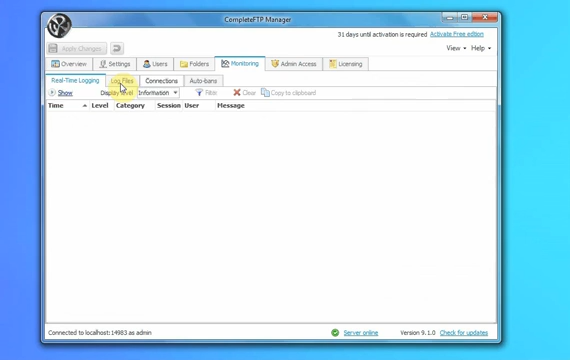 CompleteFTP Manager
31 days until activation is required Activate Free edition
Apply Changes
View Help
Overview Settings Users Folders Monitoring Admin Access Licensing
Real-Time Logging Log Files Connections Auto-bans
Show Display level Information Filter Clear Copy to clipboard
Time Level Category Session User Message
Connected to localhost:14983 as admin Server online Version 9.1.0 Check for updates